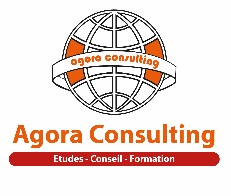 agora consulting
Agora Consulting
Etudes - Conseil - Formation